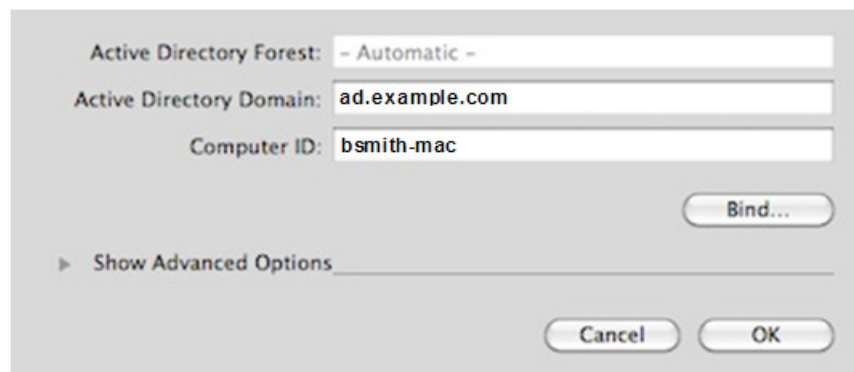 Active Directory Forest: - Automatic -
Active Directory Domain: ad.example.com
Computer ID: bsmith-mac
Bind...
Show Advanced Options
Cancel OK